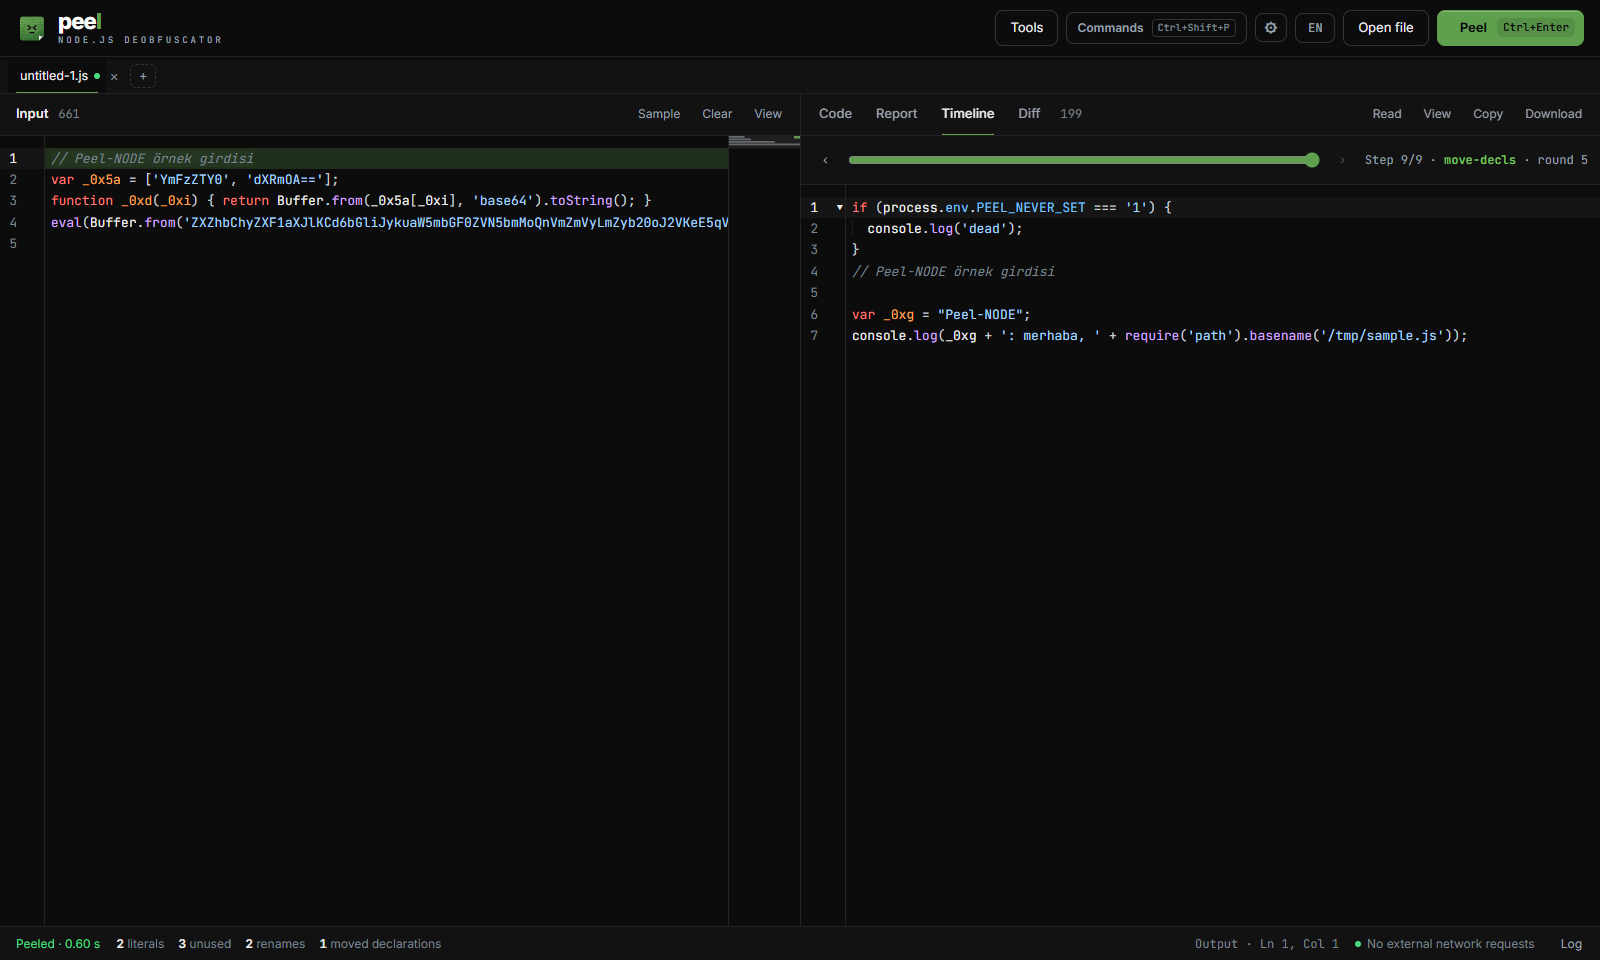 peel
NODE.JS DEOBFUSCATOR
Tools
Commands Ctrl+Shift+P
EN
Open file
Peel Ctrl+Enter
untitled-1.js
Input 661
Sample Clear View
Code Report Timeline Diff 199
Read View Copy Download
Step 9/9 · move-decls · round 5
1 // Peel-NODE örnek girdisi
2 var _0x5a = ['YmFzZTY0', 'dXRmOA=='];
3 function _0xd(_0xi) { return Buffer.from(_0x5a[_0xi], 'base64').toString(); }
4 eval(Buffer.from('ZXZhbChyZXF1aXJlKCd6bGliJykuaW5mbGF0ZVN5bmMoQnVmZmVyLmZyb20oJ2VKeE5qV
5
1 if (process.env.PEEL_NEVER_SET === '1') {
2 console.log('dead');
3 }
4 // Peel-NODE örnek girdisi
5
6 var _0xg = "Peel-NODE";
7 console.log(_0xg + ': merhaba, ' + require('path').basename('/tmp/sample.js'));
Peeled · 0.60 s 2 literals 3 unused 2 renames 1 moved declarations
Output · Ln 1, Col 1 No external network requests Log